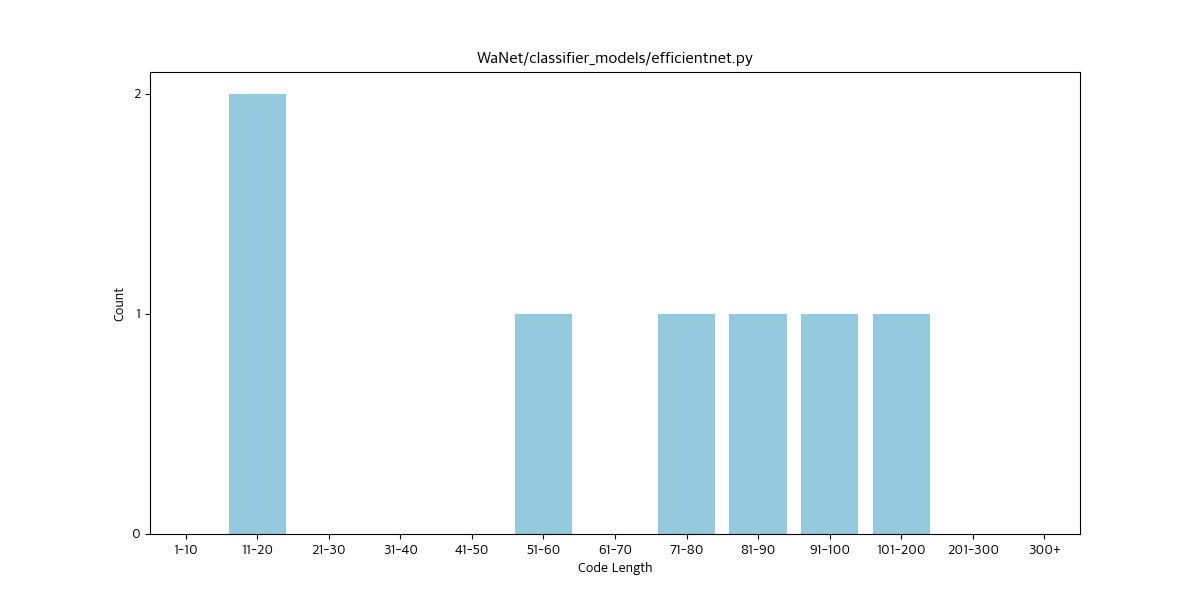 WaNet/classifier_models/efficientnet.py
2
1
0
Count
1-10 11-20 21-30 31-40 41-50 51-60 61-70 71-80 81-90 91-100 101-200 201-300 300+
Code Length